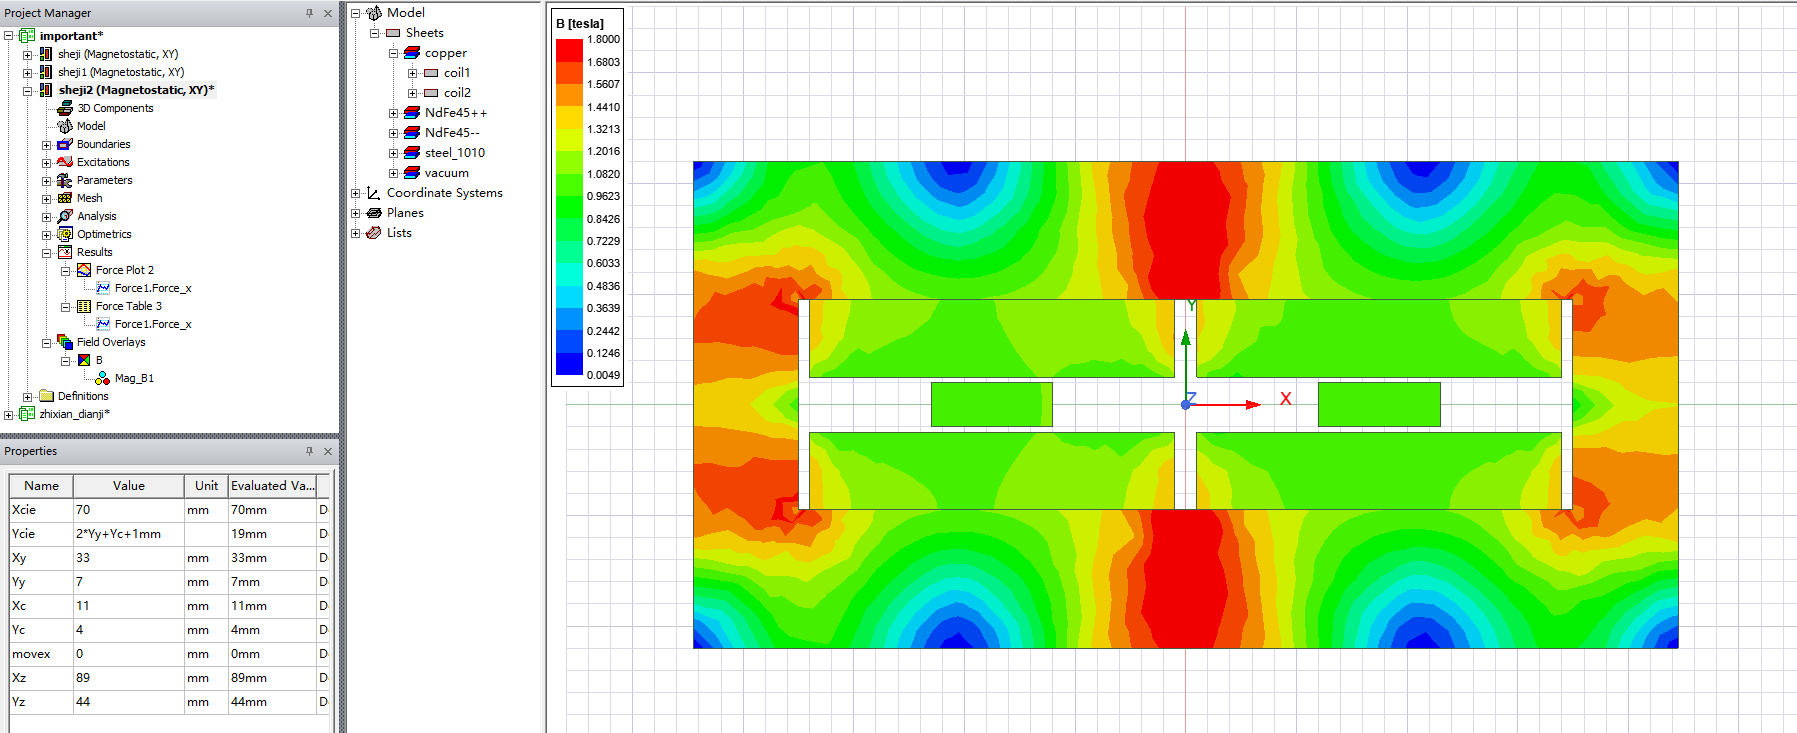 Project Manager
important*
sheji (Magnetostatic, XY)
sheji1 (Magnetostatic, XY)
sheji2 (Magnetostatic, XY)*
3D Components
Model
Boundaries
Excitations
Parameters
Mesh
Analysis
Optimetrics
Results
Force Plot 2
Force1.Force_x
Force Table 3
Force1.Force_x
Field Overlays
B
Mag_B1
Definitions
zhixian_dianji*
Properties
Name Value Unit Evaluated Va...
Xcie 70 mm 70mm D
Ycie 2*Yy+Yc+1mm 19mm D
Xy 33 mm 33mm D
Yy 7 mm 7mm D
Xc 11 mm 11mm D
Yc 4 mm 4mm D
movex 0 mm 0mm D
Xz 89 mm 89mm D
Yz 44 mm 44mm D
Model
Sheets
copper
coil1
coil2
NdFe45++
NdFe45--
steel_1010
vacuum
Coordinate Systems
Planes
Lists
B [tesla]
1.8000
1.6803
1.5607
1.4410
1.3213
1.2016
1.0820
0.9623
0.8426
0.7229
0.6033
0.4836
0.3639
0.2442
0.1246
0.0049
Y
Z
X